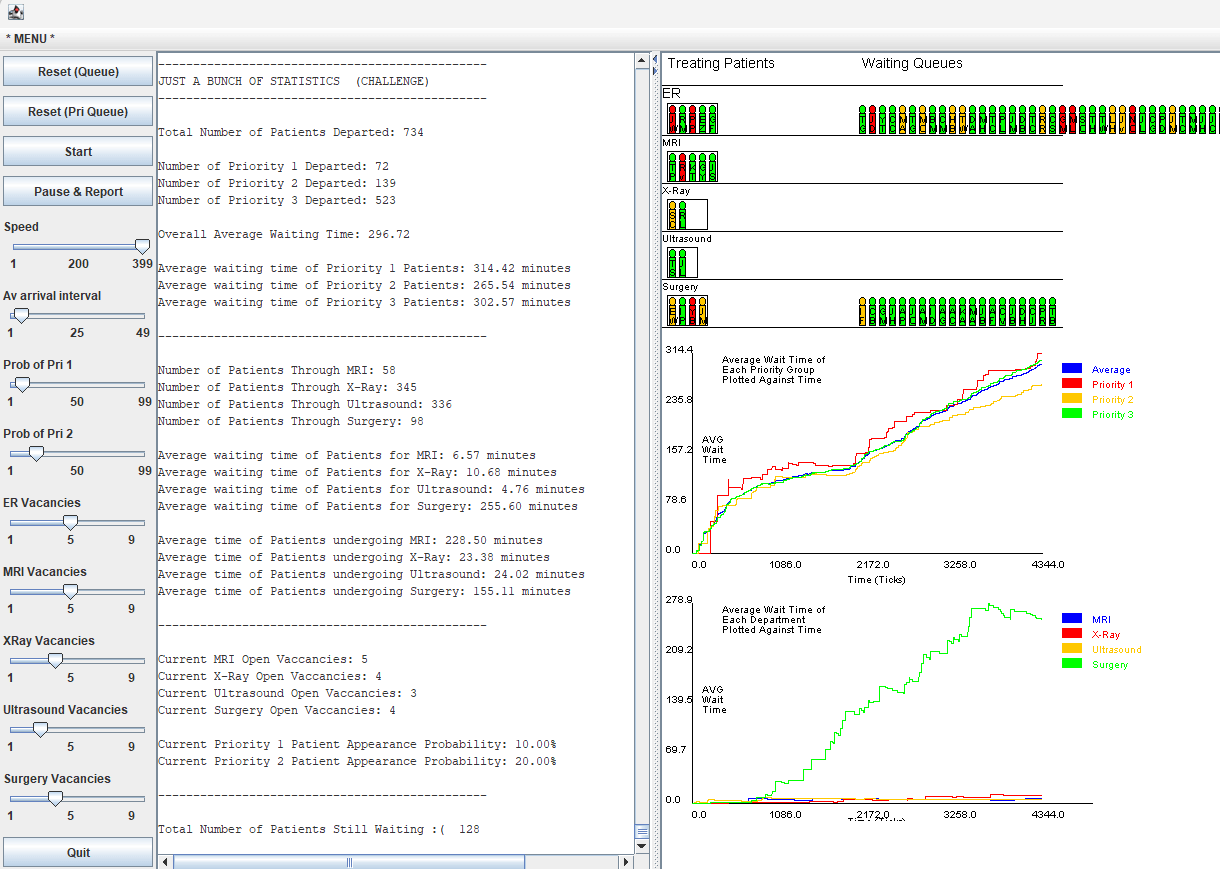 * MENU *
Reset (Queue)
Reset (Pri Queue)
Start
Pause & Report
Speed
1 200 399
Av arrival interval
1 25 49
Prob of Pri 1
1 50 99
Prob of Pri 2
1 50 99
ER Vacancies
1 5 9
MRI Vacancies
1 5 9
XRay Vacancies
1 5 9
Ultrasound Vacancies
1 5 9
Surgery Vacancies
1 5 9
Quit
-----------------------------------------------
JUST A BUNCH OF STATISTICS  (CHALLENGE)
-----------------------------------------------
Total Number of Patients Departed: 734
Number of Priority 1 Departed: 72
Number of Priority 2 Departed: 139
Number of Priority 3 Departed: 523
Overall Average Waiting Time: 296.72
Average waiting time of Priority 1 Patients: 314.42 minutes
Average waiting time of Priority 2 Patients: 265.54 minutes
Average waiting time of Priority 3 Patients: 302.57 minutes
-----------------------------------------------
Number of Patients Through MRI: 58
Number of Patients Through X-Ray: 345
Number of Patients Through Ultrasound: 336
Number of Patients Through Surgery: 98
Average waiting time of Patients for MRI: 6.57 minutes
Average waiting time of Patients for X-Ray: 10.68 minutes
Average waiting time of Patients for Ultrasound: 4.76 minutes
Average waiting time of Patients for Surgery: 255.60 minutes
Average time of Patients undergoing MRI: 228.50 minutes
Average time of Patients undergoing X-Ray: 23.38 minutes
Average time of Patients undergoing Ultrasound: 24.02 minutes
Average time of Patients undergoing Surgery: 155.11 minutes
-----------------------------------------------
Current MRI Open Vaccancies: 5
Current X-Ray Open Vaccancies: 4
Current Ultrasound Open Vaccancies: 3
Current Surgery Open Vaccancies: 4
Current Priority 1 Patient Appearance Probability: 10.00%
Current Priority 2 Patient Appearance Probability: 20.00%
-----------------------------------------------
Total Number of Patients Still Waiting :(  128
Treating Patients Waiting Queues
ER
MRI
X-Ray
Ultrasound
Surgery
314.4
235.8
157.2
78.6
0.0
Average Wait Time of
Each Priority Group
Plotted Against Time
AVG
Wait
Time
0.0 1086.0 2172.0 3258.0 4344.0
Time (Ticks)
Average
Priority 1
Priority 2
Priority 3
278.9
209.2
139.5
69.7
0.0
Average Wait Time of
Each Department
Plotted Against Time
AVG
Wait
Time
0.0 1086.0 2172.0 3258.0 4344.0
MRI
X-Ray
Ultrasound
Surgery